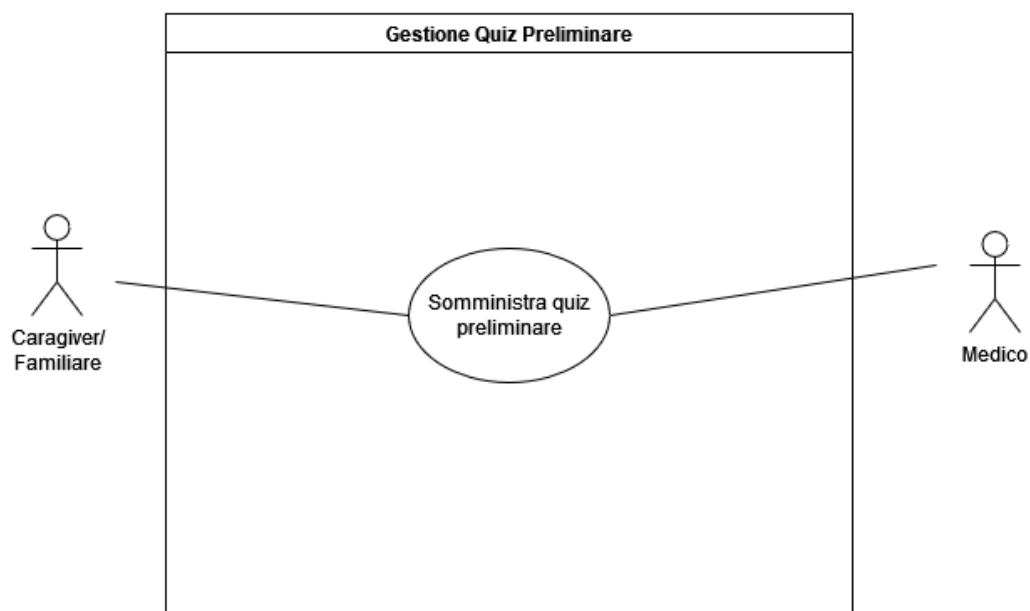 Gestione Quiz Preliminare
Somministra quiz
preliminare
Caragiver/
Familiare
Medico